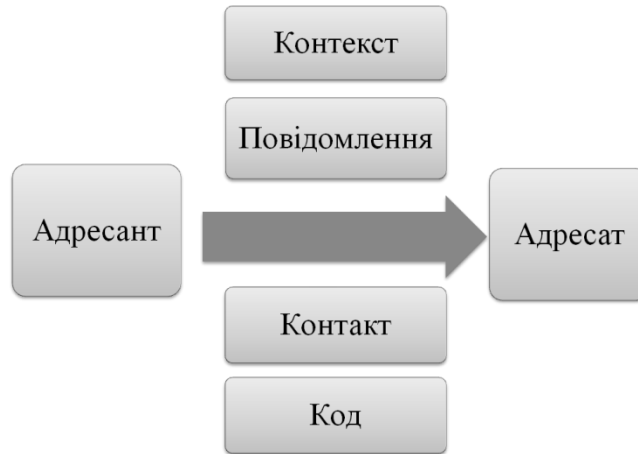 Контекст
Повідомлення
Адресант
Адресат
Контакт
Код